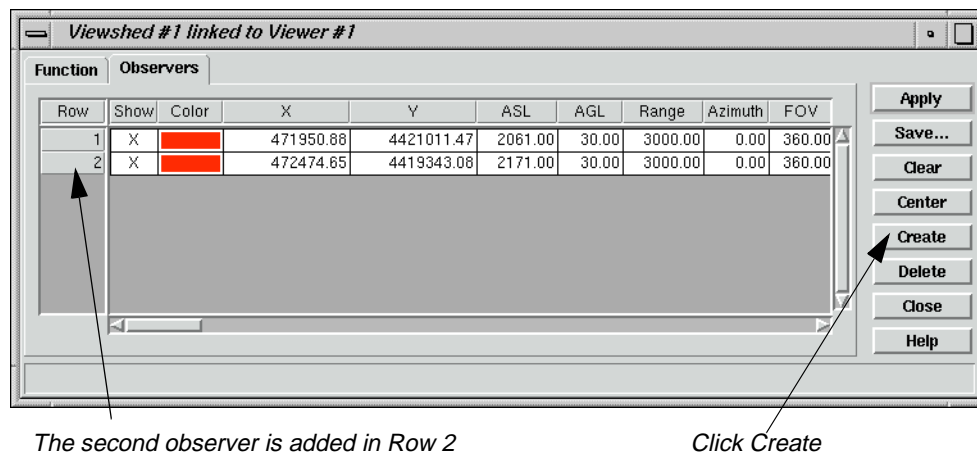 Viewshed #1 linked to Viewer #1
Function Observers
Row Show Color X Y ASL AGL Range Azimuth FOV
1 X 471950.88 4421011.47 2061.00 30.00 3000.00 0.00 360.00
2 X 472474.65 4419343.08 2171.00 30.00 3000.00 0.00 360.00
Apply
Save...
Clear
Center
Create
Delete
Close
Help
The second observer is added in Row 2
Click Create